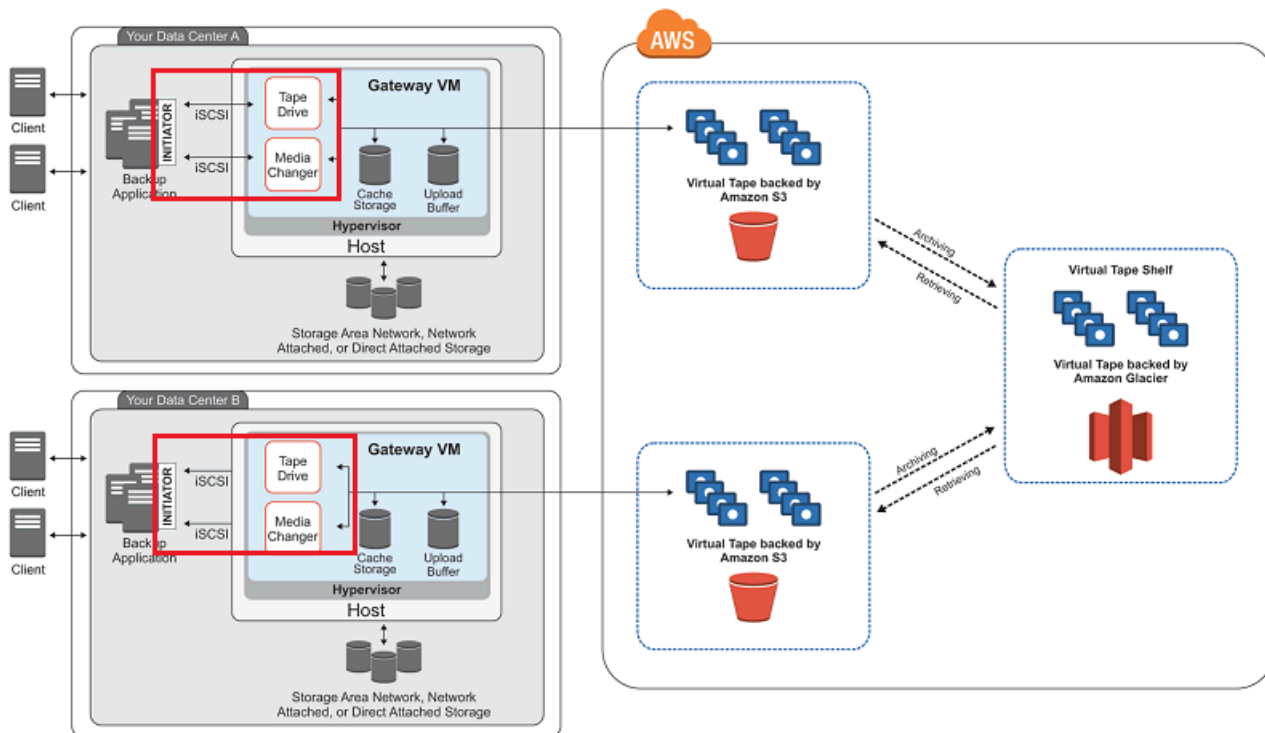 Your Data Center A
AWS
Client
Client
Backup
Application
INITIATOR
iSCSI
iSCSI
Gateway VM
Tape
Drive
Media
Changer
Cache
Storage
Upload
Buffer
Hypervisor
Host
Storage Area Network, Network
Attached, or Direct Attached Storage
Virtual Tape backed by
Amazon S3
Archiving
Retrieving
Virtual Tape Shelf
Virtual Tape backed by
Amazon Glacier
Your Data Center B
Client
Client
Backup
Application
INITIATOR
iSCSI
iSCSI
Gateway VM
Tape
Drive
Media
Changer
Cache
Storage
Upload
Buffer
Hypervisor
Host
Storage Area Network, Network
Attached, or Direct Attached Storage
Virtual Tape backed by
Amazon S3
Archiving
Retrieving